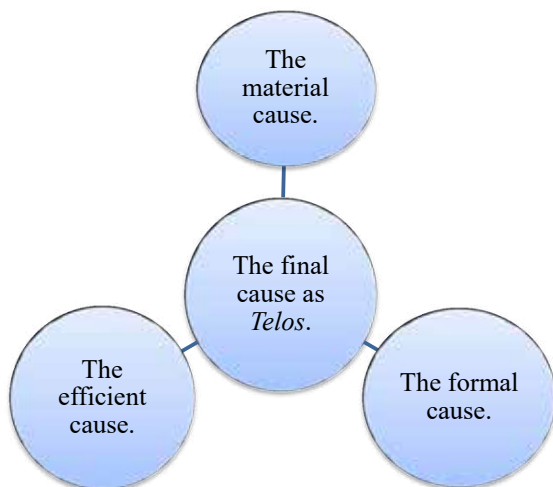 The
material
cause.
The final
cause as
Telos.
The
efficient
cause.
The formal
cause.